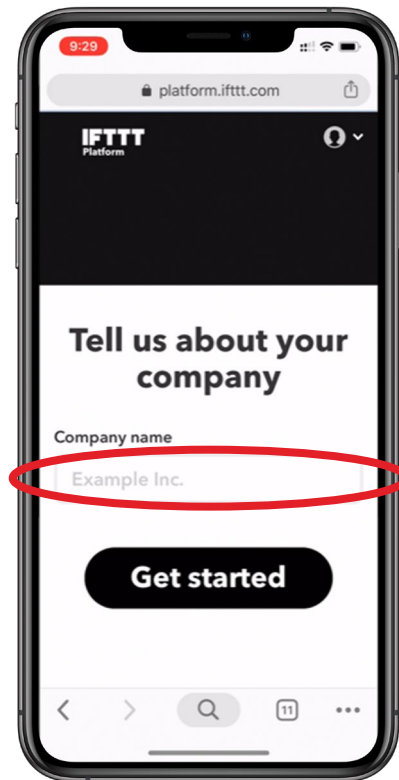 9:29
platform.ifttt.com
IFTTT
Platform
Tell us about your
company
Company name
Example Inc.
Get started
11